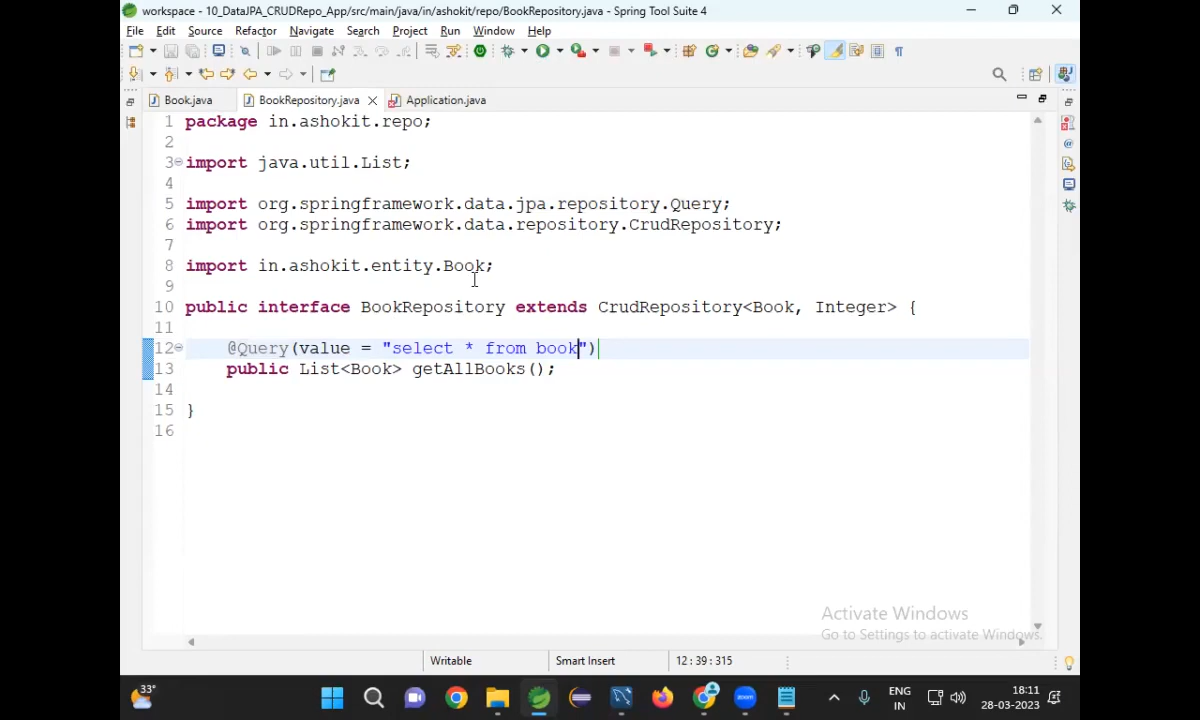 workspace - 10_DataJPA_CRUDRepo_App/src/main/java/in/ashokit/repo/BookRepository.java - Spring Tool Suite 4
File Edit Source Refactor Navigate Search Project Run Window Help
Book.java BookRepository.java Application.java
1 package in.ashokit.repo;
2
3 import java.util.List;
4
5 import org.springframework.data.jpa.repository.Query;
6 import org.springframework.data.repository.CrudRepository;
7
8 import in.ashokit.entity.Book;
9
10 public interface BookRepository extends CrudRepository<Book, Integer> {
11
12 @Query(value = "select * from book")
13 public List<Book> getAllBooks();
14
15 }
16
Activate Windows
Go to Settings to activate Windows.
Writable Smart Insert 12 : 39 : 315
33° zoom ENG 18:11
IN 28-03-2023